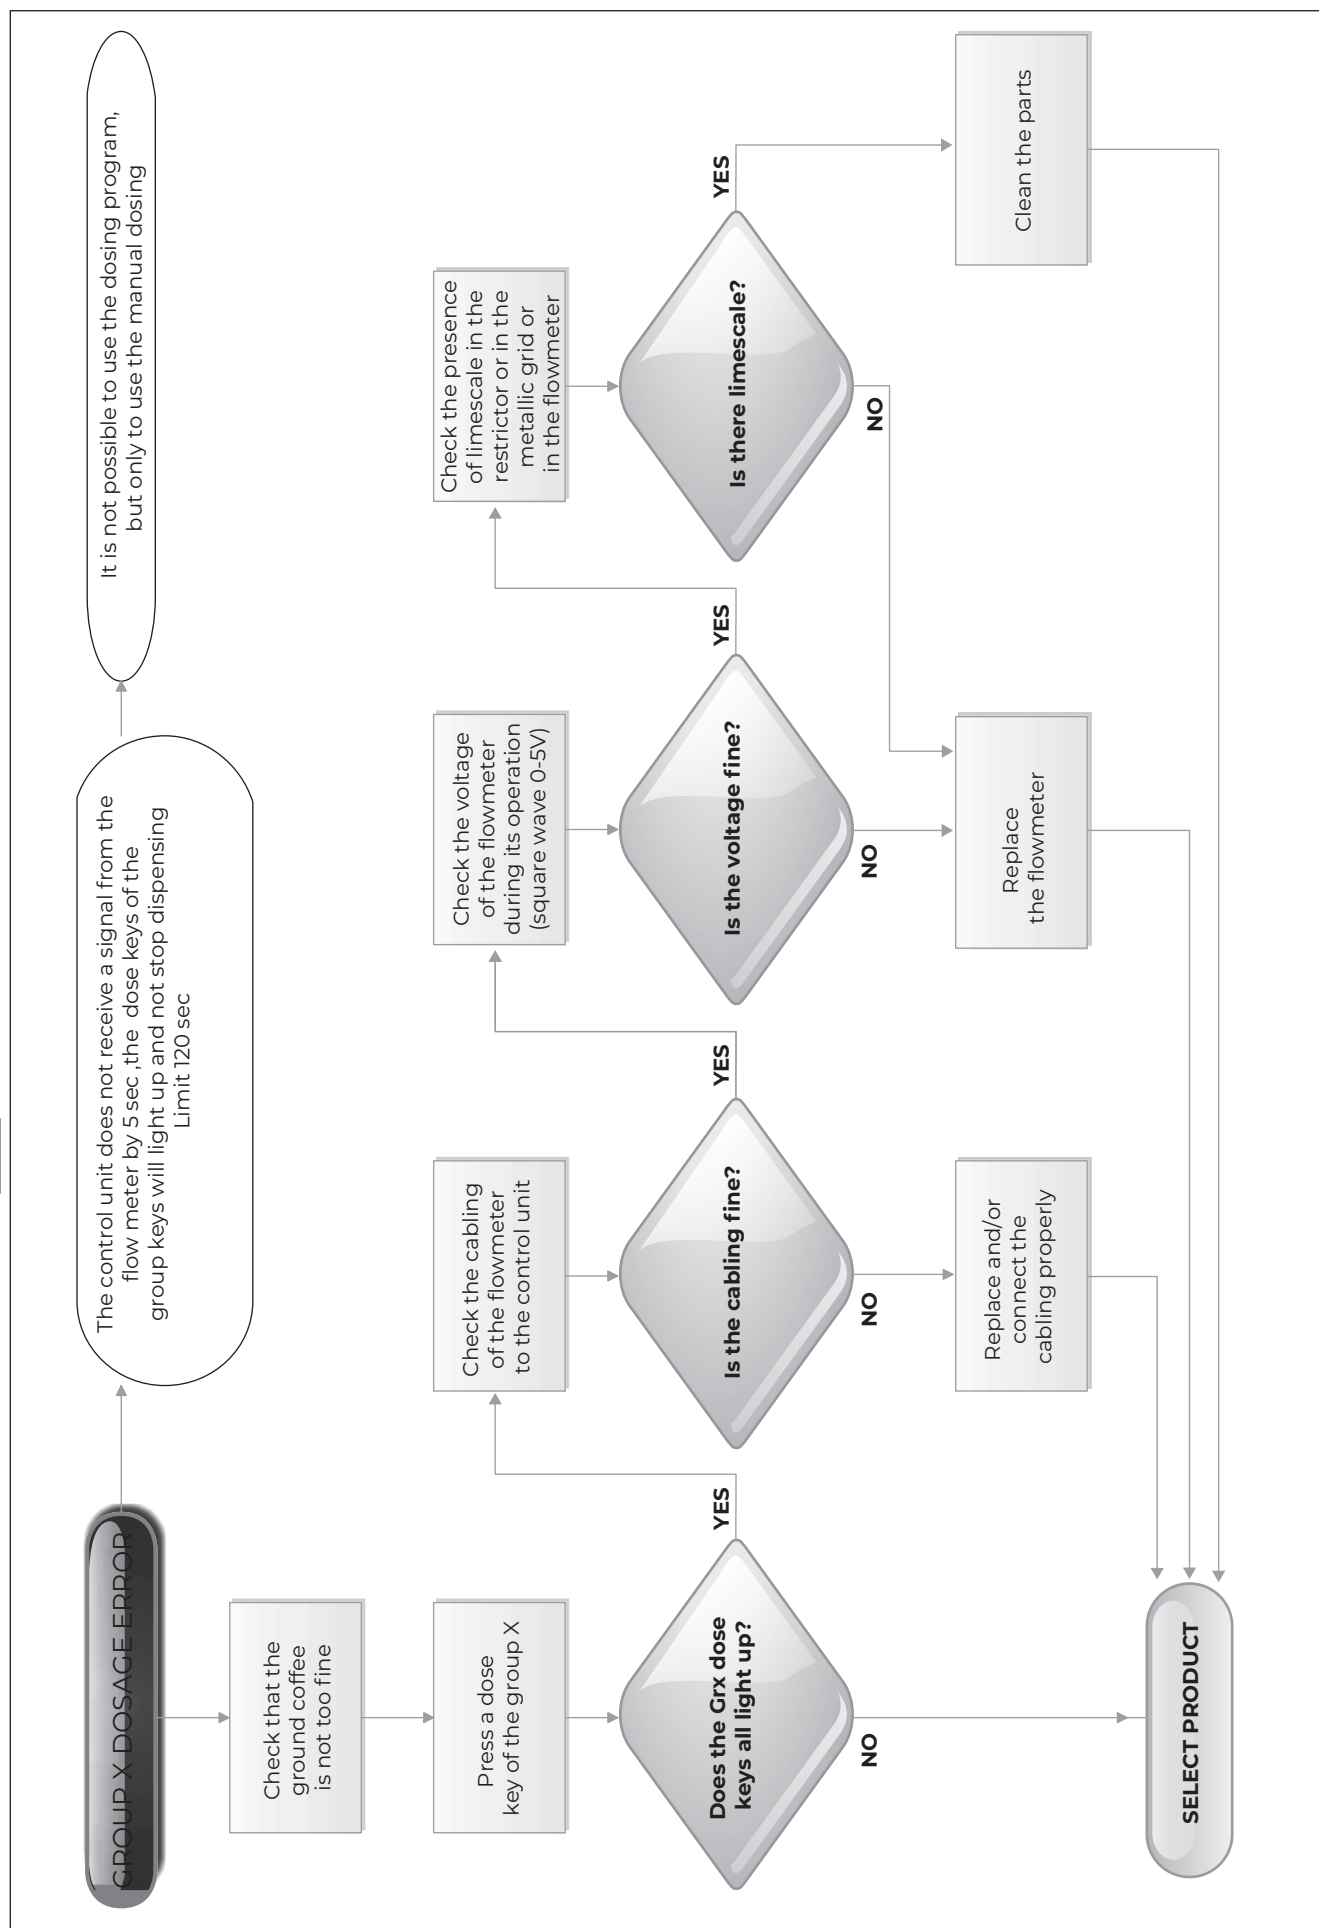 GROUP X DOSAGE ERROR
The control unit does not receive a signal from the
flow meter by 5 sec ,the dose keys of the
group keys will light up and not stop dispensing
Limit 120 sec
It is not possible to use the dosing program,
but only to use the manual dosing
Check that the
ground coffee
is not too fine
Press a dose
key of the group X
Does the Grx dose
keys all light up?
YES
NO
Check the cabling
of the flowmeter
to the control unit
Is the cabling fine?
YES
NO
Replace and/or
connect the
cabling properly
Check the voltage
of the flowmeter
during its operation
(square wave 0-5V)
Is the voltage fine?
YES
NO
Replace
the flowmeter
Check the presence
of limescale in the
restrictor or in the
metallic grid or
in the flowmeter
Is there limescale?
YES
NO
Clean the parts
SELECT PRODUCT